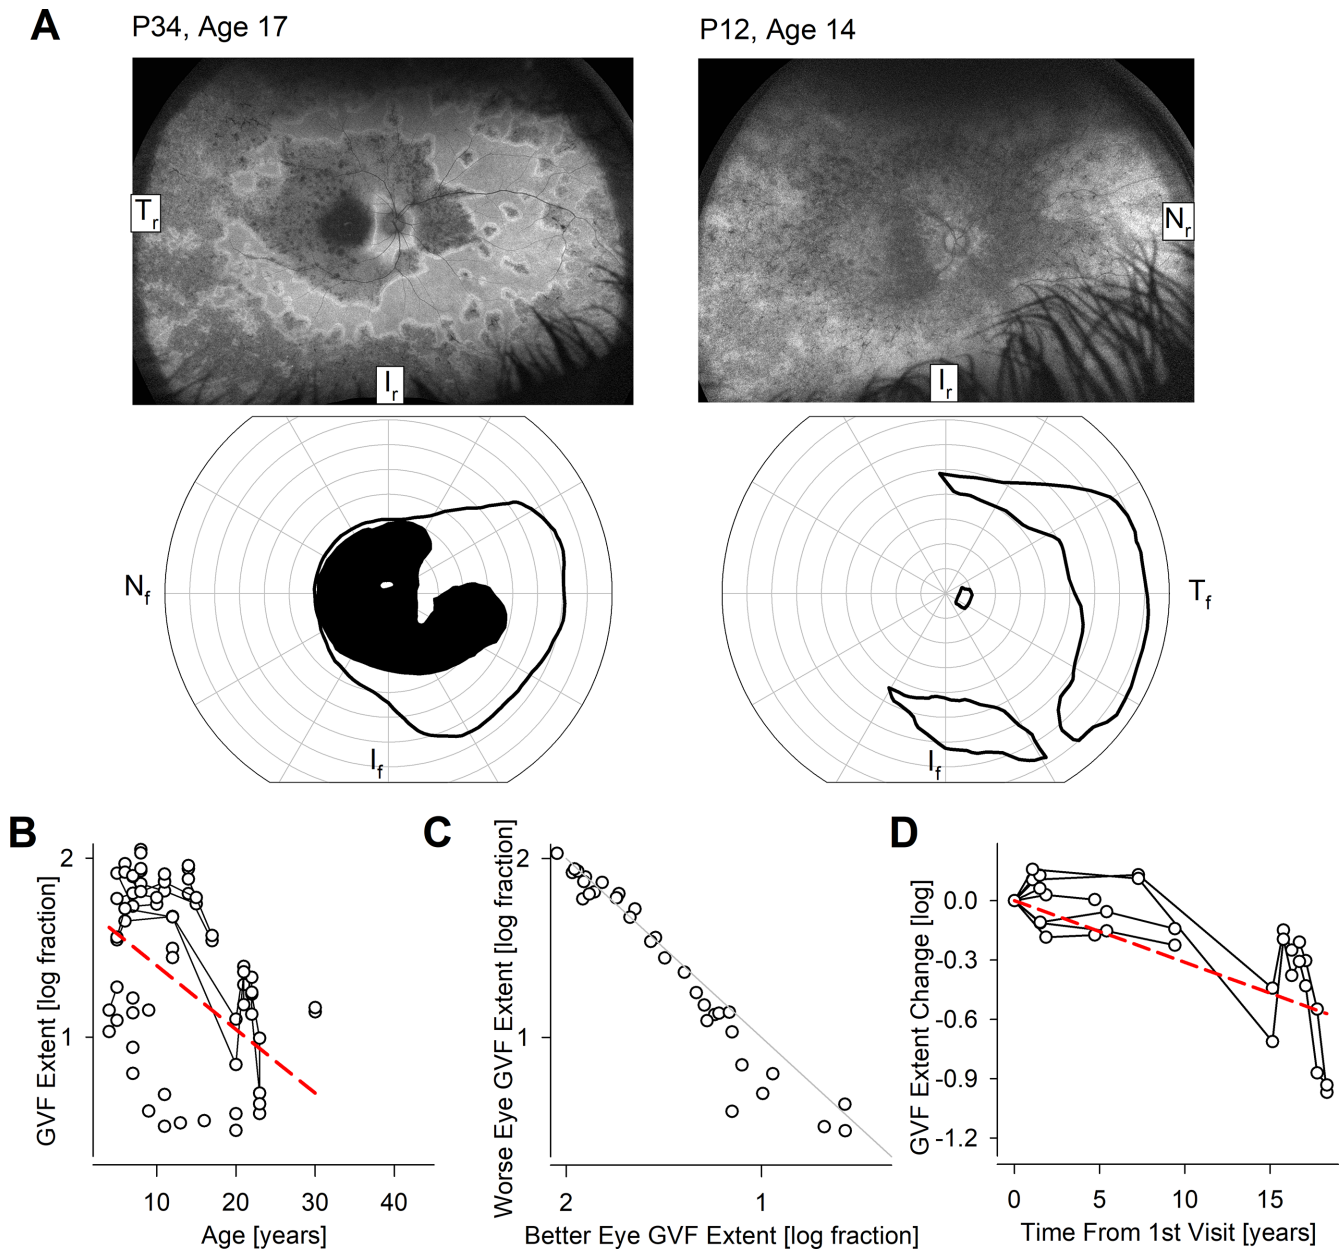 A
P34, Age 17
P12, Age 14
Tr
Nr
Ir
Ir
Nf
Tf
If
If
B
GVF Extent [log fraction]
2
1
10 20 30 40
Age [years]
C
Worse Eye GVF Extent [log fraction]
2
1
2 1
Better Eye GVF Extent [log fraction]
D
GVF Extent Change [log]
0.0
-0.3
-0.6
-0.9
-1.2
0 5 10 15
Time From 1st Visit [years]